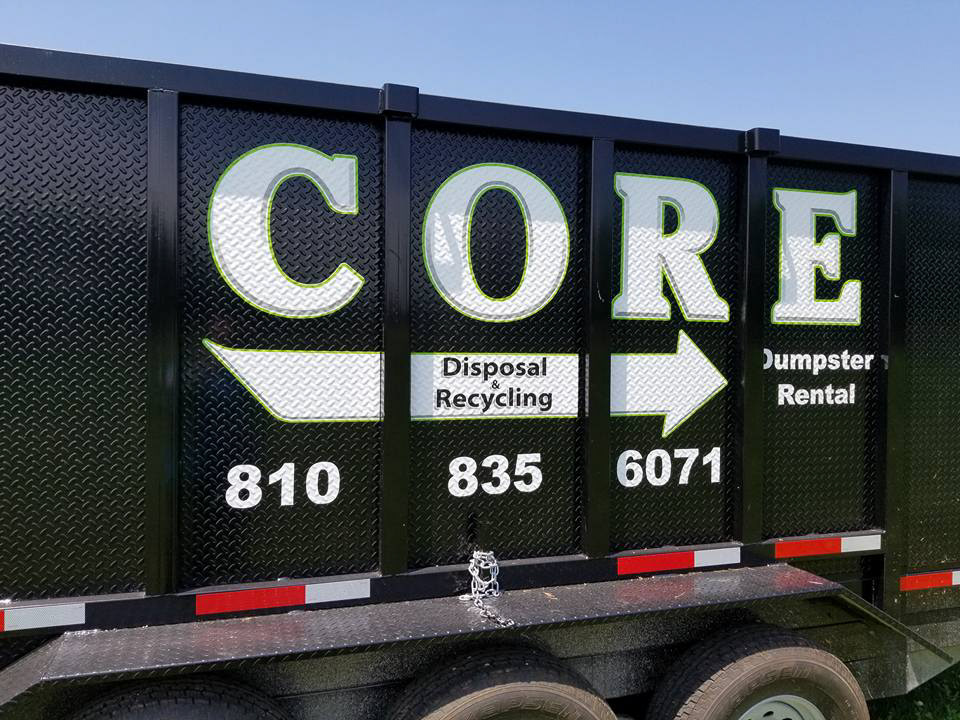 CORE
Disposal
&
Recycling
Dumpster
Rental
810 835 6071